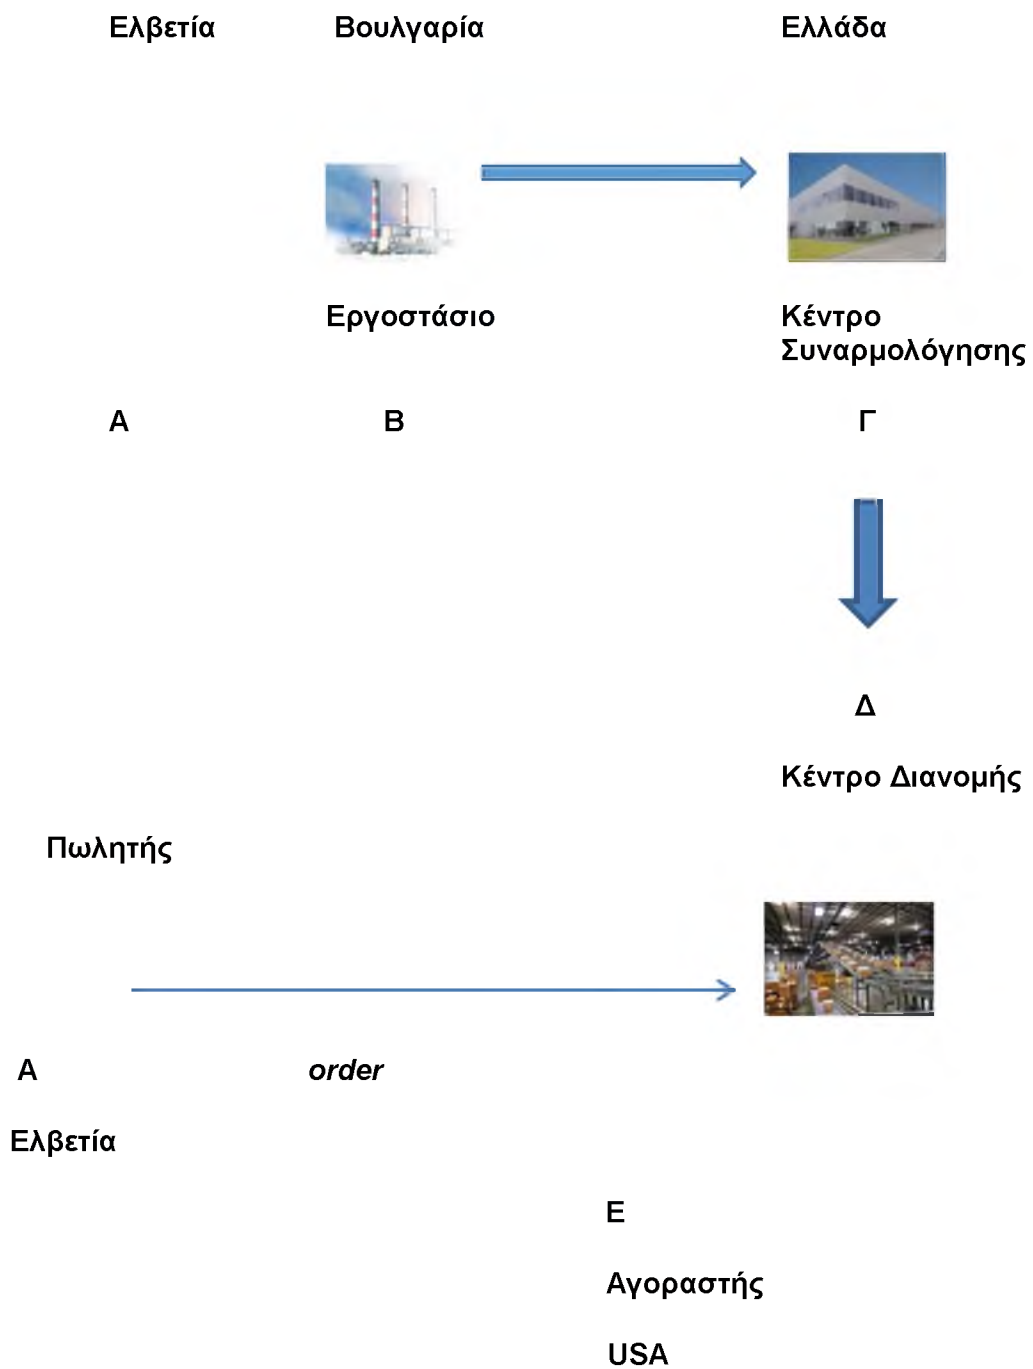 Ελβετία Βουλγαρία Ελλάδα
Εργοστάσιο Κέντρο
Συναρμολόγησης
Α Β Γ
Δ
Κέντρο Διανομής
Πωλητής
Α order
Ελβετία
Ε
Αγοραστής
USA